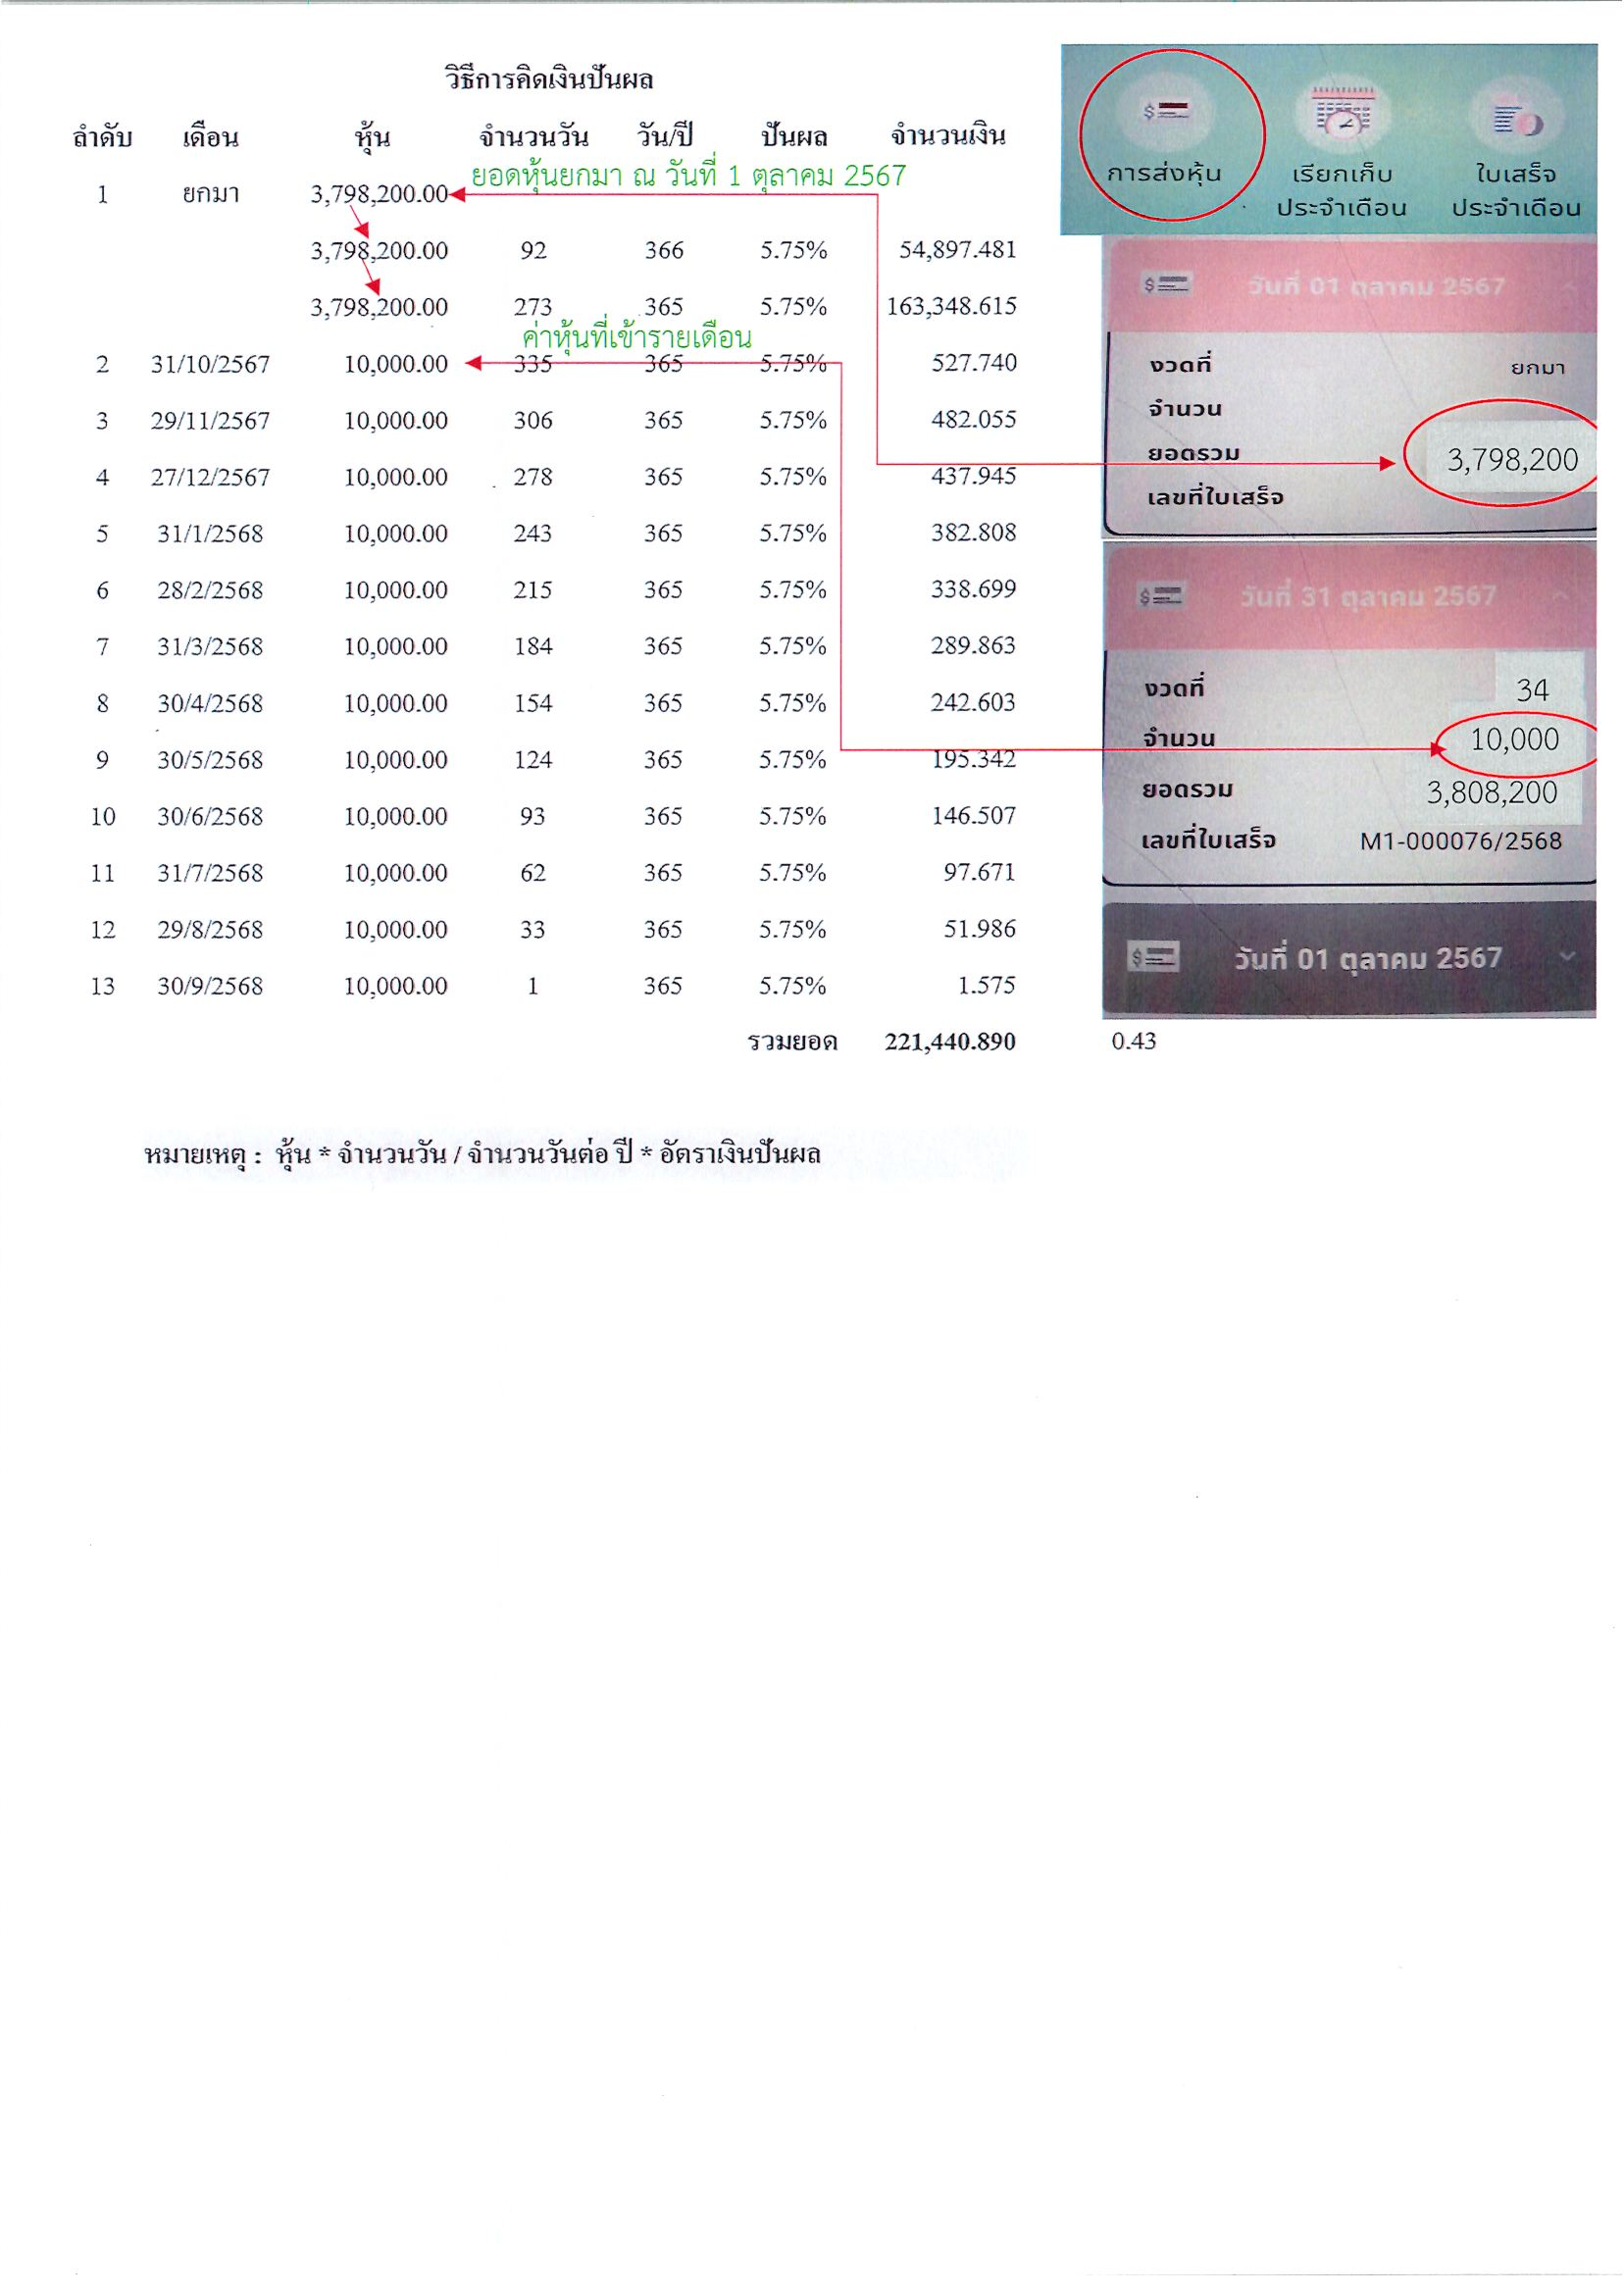 วิธีการคิดเงินปันผล
ลำดับ เดือน หุ้น จำนวนวัน วัน/ปี ปันผล จำนวนเงิน
ยอดหุ้นยกมา ณ วันที่ 1 ตุลาคม 2567
1 ยกมา 3,798,200.00
3,798,200.00 92 366 5.75% 54,897.481
3,798,200.00 273 365 5.75% 163,348.615
ค่าหุ้นที่เข้ารายเดือน
2 31/10/2567 10,000.00 335 365 5.75% 527.740
3 29/11/2567 10,000.00 306 365 5.75% 482.055
4 27/12/2567 10,000.00 278 365 5.75% 437.945
5 31/1/2568 10,000.00 243 365 5.75% 382.808
6 28/2/2568 10,000.00 215 365 5.75% 338.699
7 31/3/2568 10,000.00 184 365 5.75% 289.863
8 30/4/2568 10,000.00 154 365 5.75% 242.603
9 30/5/2568 10,000.00 124 365 5.75% 195.342
10 30/6/2568 10,000.00 93 365 5.75% 146.507
11 31/7/2568 10,000.00 62 365 5.75% 97.671
12 29/8/2568 10,000.00 33 365 5.75% 51.986
13 30/9/2568 10,000.00 1 365 5.75% 1.575
รวมยอด 221,440.890 0.43
หมายเหตุ : หุ้น * จำนวนวัน / จำนวนวันต่อ ปี * อัตราเงินปันผล
การส่งหุ้น
เรียกเก็บ
ประจำเดือน
ใบเสร็จ
ประจำเดือน
วันที่ 01 ตุลาคม 2567
งวดที่ ยกมา
จำนวน
ยอดรวม 3,798,200
เลขที่ใบเสร็จ
วันที่ 31 ตุลาคม 2567
งวดที่ 34
จำนวน 10,000
ยอดรวม 3,808,200
เลขที่ใบเสร็จ M1-000076/2568
วันที่ 01 ตุลาคม 2567